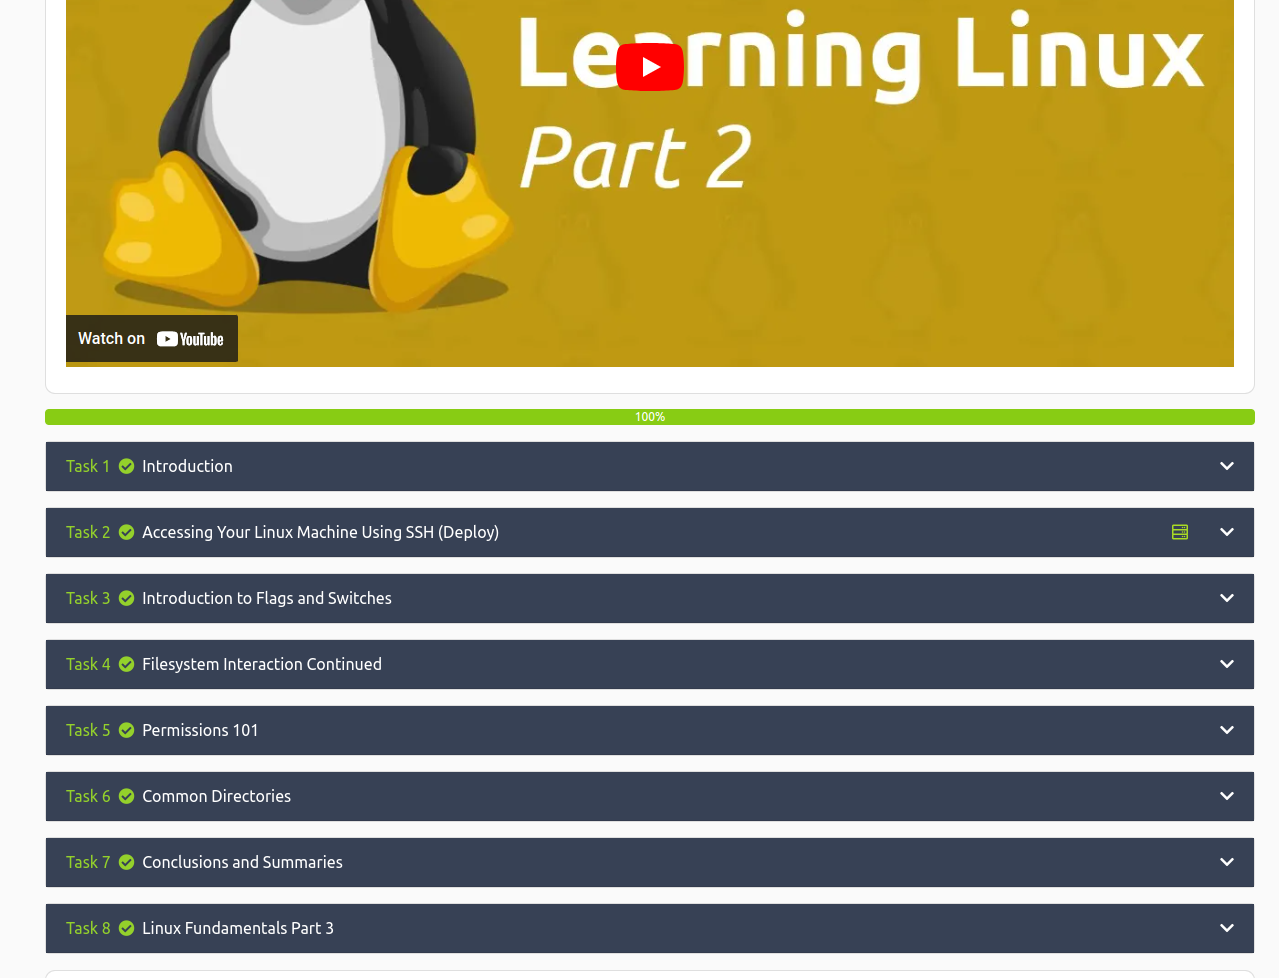 Learning Linux
Part 2
Watch on YouTube
100%
Task 1 Introduction
Task 2 Accessing Your Linux Machine Using SSH (Deploy)
Task 3 Introduction to Flags and Switches
Task 4 Filesystem Interaction Continued
Task 5 Permissions 101
Task 6 Common Directories
Task 7 Conclusions and Summaries
Task 8 Linux Fundamentals Part 3